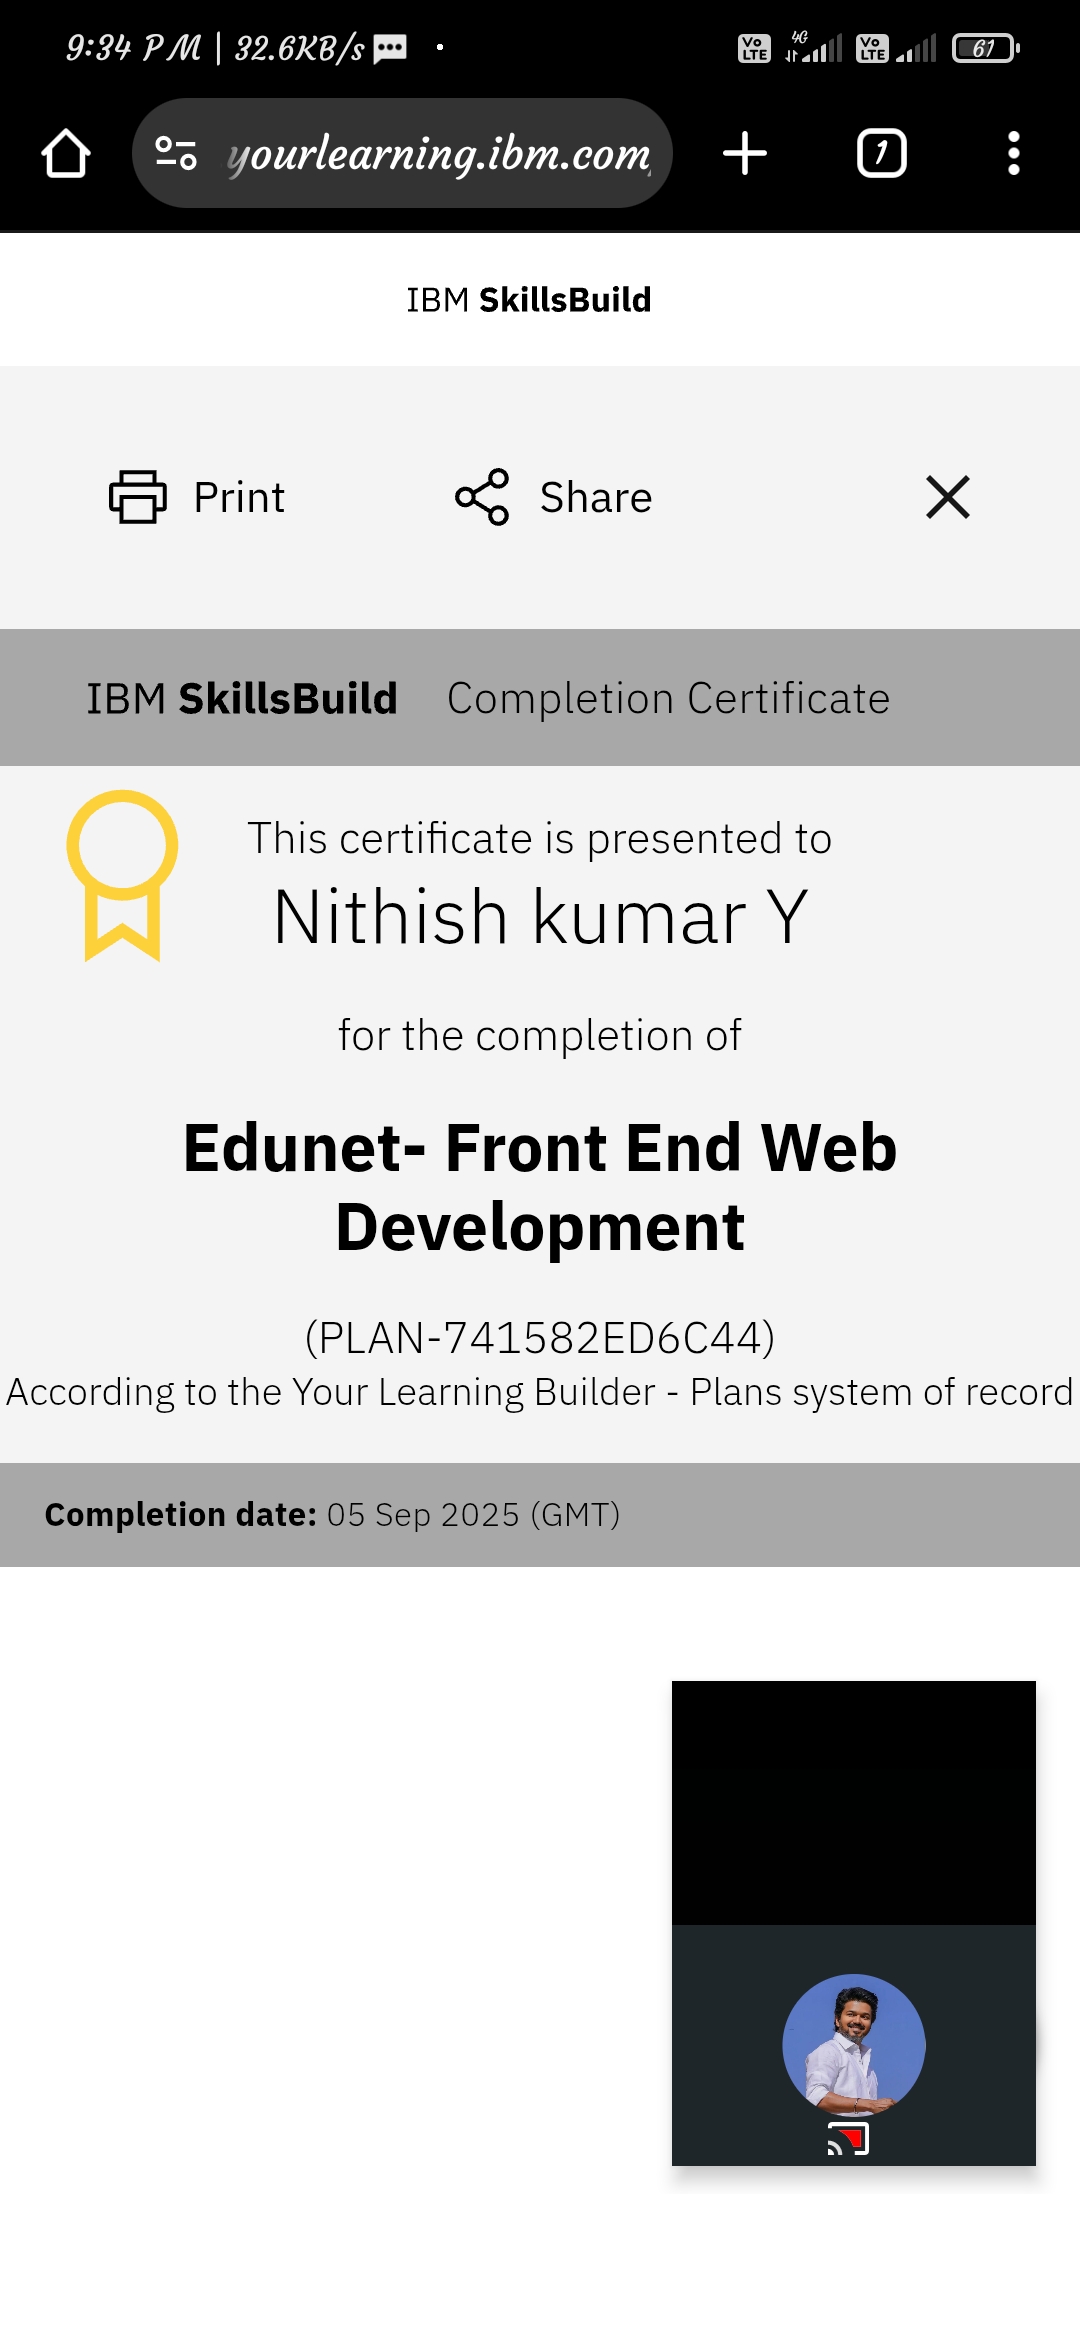 9:34 PM | 32.6KB/s
Vo LTE 4G Vo LTE 61
yourlearning.ibm.com
1
IBM SkillsBuild
Print Share
IBM SkillsBuild Completion Certificate
This certificate is presented to
Nithish kumar Y
for the completion of
Edunet- Front End Web
Development
(PLAN-741582ED6C44)
According to the Your Learning Builder - Plans system of record
Completion date: 05 Sep 2025 (GMT)